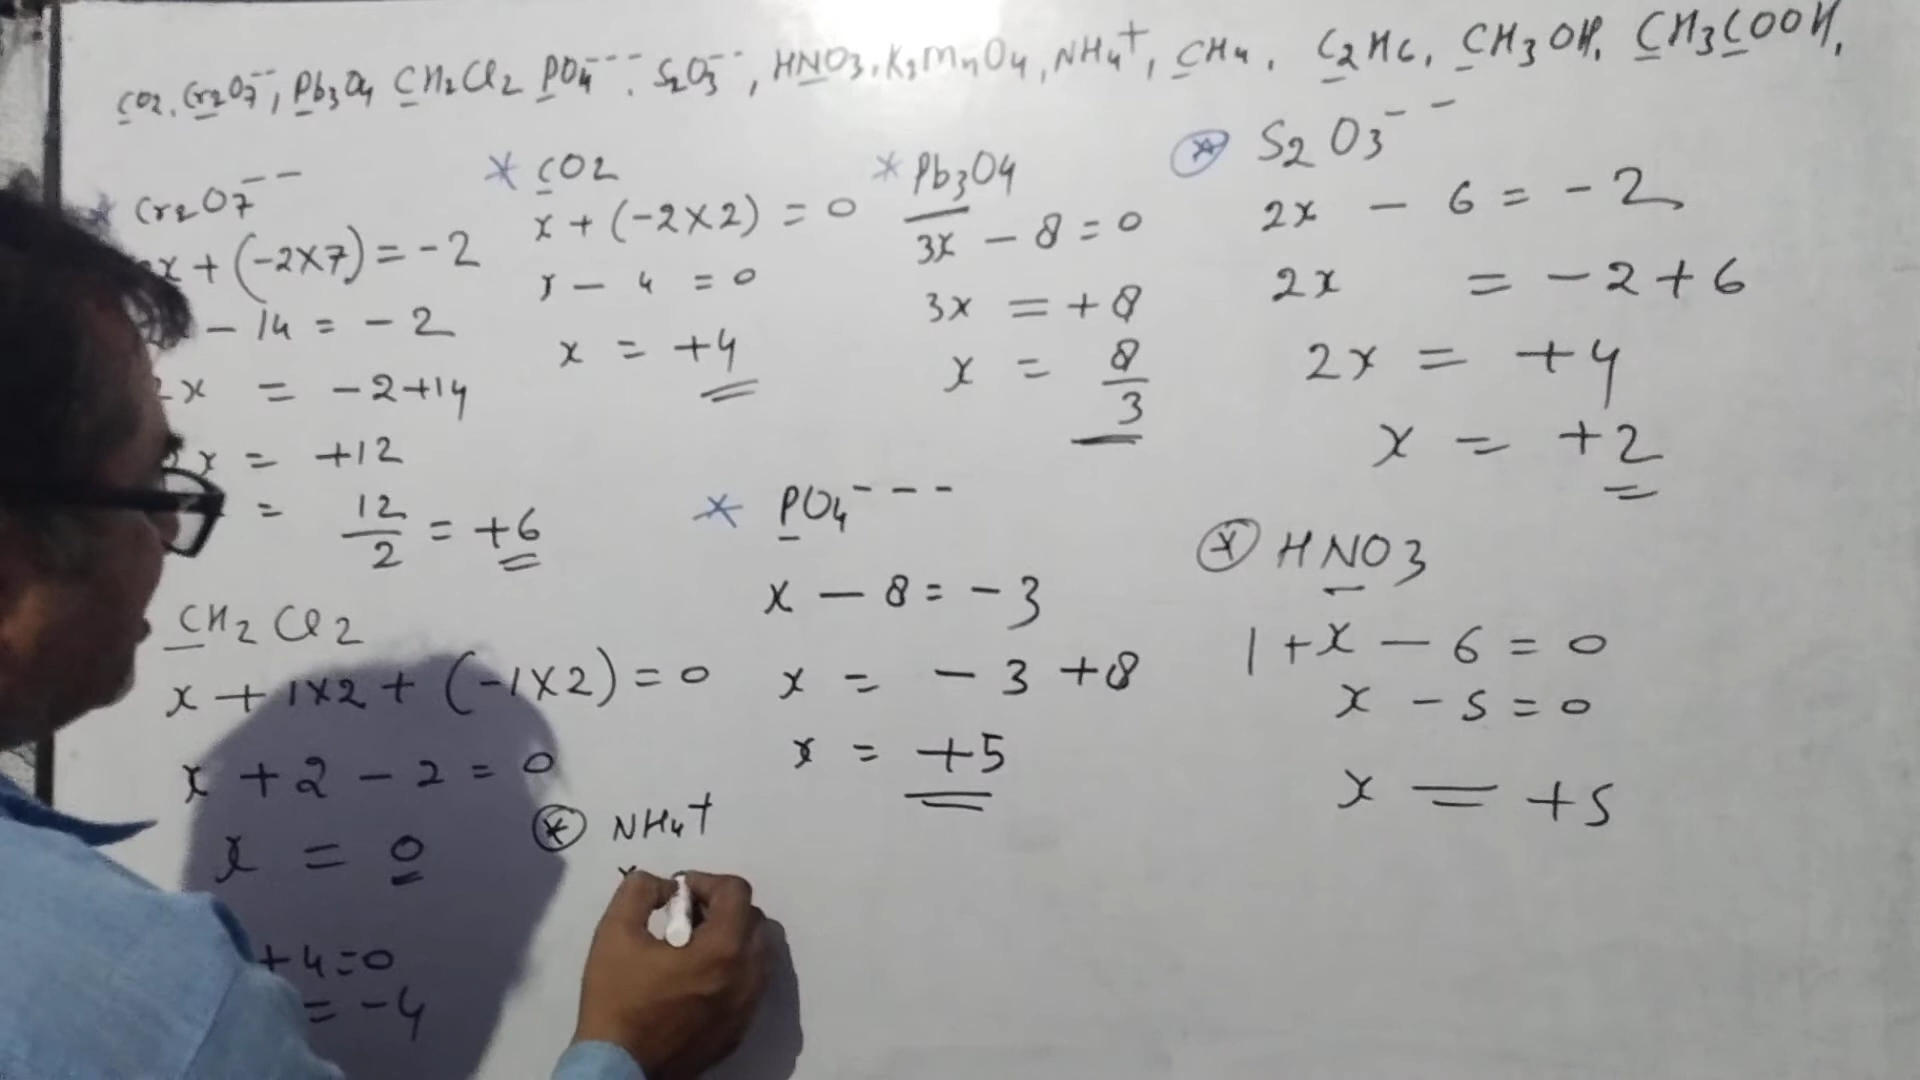 CO2, Cr2O7--, Pb3O4 CH2Cl2 PO4---. S2O3--, HNO3, K2MnO4, NH4+, CH4, C2H6, CH3OH, CH3COOH,
* Cr2O7--
x + (-2x7) = -2
- 14 = -2
2x = -2+14
x = +12
= 12/2 = +6
* CO2
x + (-2x2) = 0
x - 4 = 0
x = +4
* Pb3O4
3x - 8 = 0
3x = +8
x = 8/3
* S2O3--
2x - 6 = -2
2x = -2+6
2x = +4
x = +2
CH2Cl2
x + 1x2 + (-1x2) = 0
x + 2 - 2 = 0
x = 0
* PO4---
x - 8 = -3
x = -3 +8
x = +5
* HNO3
1 + x - 6 = 0
x - 5 = 0
x = +5
+4=0
= -4
* NH4+
x